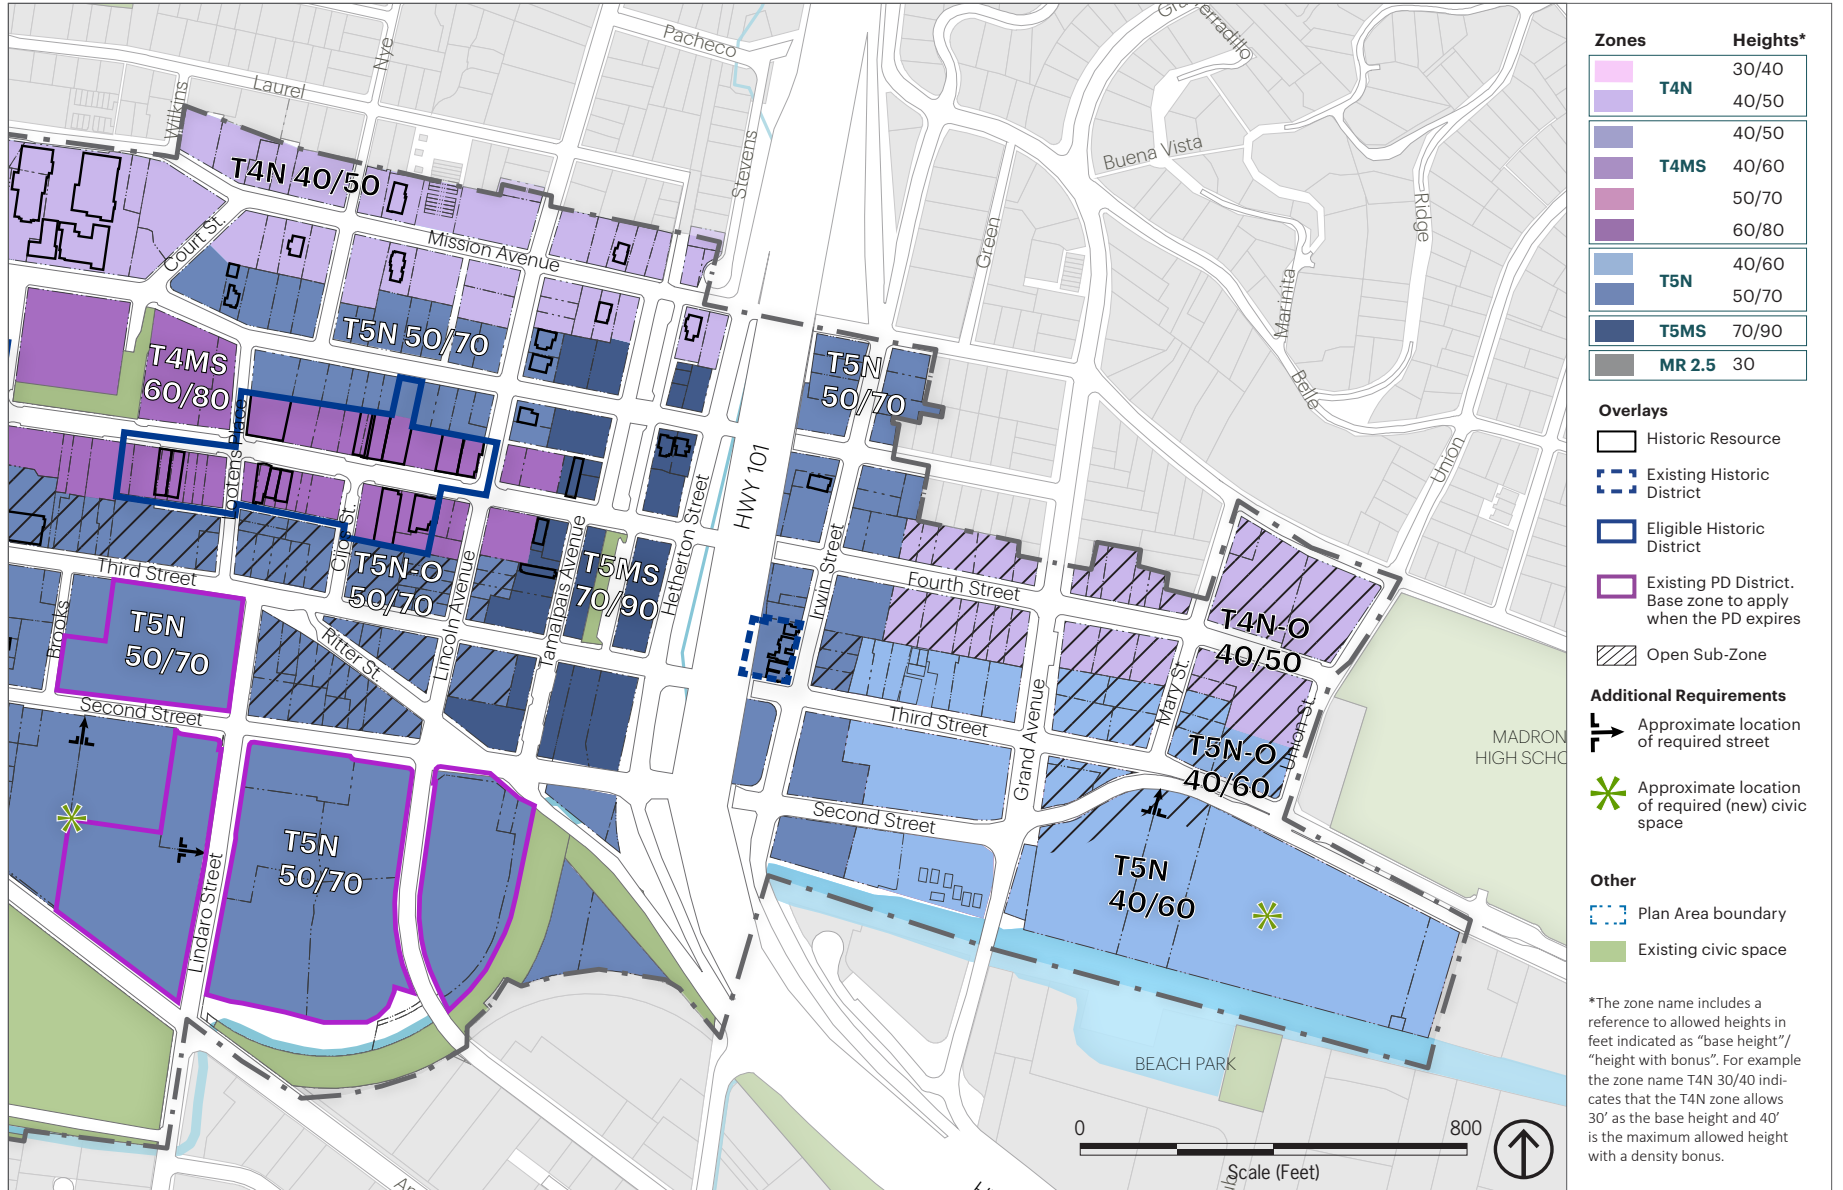 Pacheco
Nye
Laurel
Wilkins
Stevens
Buena Vista
Green
Ridge
Marinita
Belle
Union
T4N 40/50
Court St.
Mission Avenue
T5N 50/70
T4MS
60/80
T5N
50/70
HWY 101
Hetherton Street
Irwin Street
Cijos St.
T5N-O
50/70
Third Street
Lincoln Avenue
Tamalpais Avenue
T5MS
70/90
Fourth Street
T4N-O
40/50
Brooks
T5N
50/70
Ritter St.
Second Street
Third Street
Grand Avenue
Mary St.
Union St.
T5N-O
40/60
MADRON
HIGH SCHO
Second Street
T5N
50/70
Lindaro Street
T5N
40/60
BEACH PARK
0
800
Scale (Feet)
Zones
Heights*
T4N
30/40
40/50
T4MS
40/50
40/60
50/70
60/80
T5N
40/60
50/70
T5MS
70/90
MR 2.5
30
Overlays
Historic Resource
Existing Historic
District
Eligible Historic
District
Existing PD District.
Base zone to apply
when the PD expires
Open Sub-Zone
Additional Requirements
Approximate location
of required street
Approximate location
of required (new) civic
space
Other
Plan Area boundary
Existing civic space
*The zone name includes a
reference to allowed heights in
feet indicated as “base height”/
“height with bonus”. For example
the zone name T4N 30/40 indi-
cates that the T4N zone allows
30’ as the base height and 40’
is the maximum allowed height
with a density bonus.